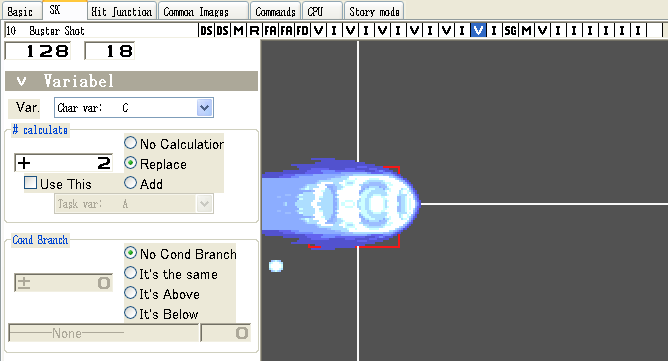 Basic SK Hit function Common Images Commands CPU Story mode
10 Buster Shot DS DS M R FA FA FD V I V I V I V I V I V I SG M V I I I I I I
128 18
V Variabel
Var. Char var: C
# calculate
No Calculation
+ 2 Replace
Use This Add
Task var: A
Cond Branch
No Cond Branch
± 0 It's the same
It's Above
It's Below
None 0